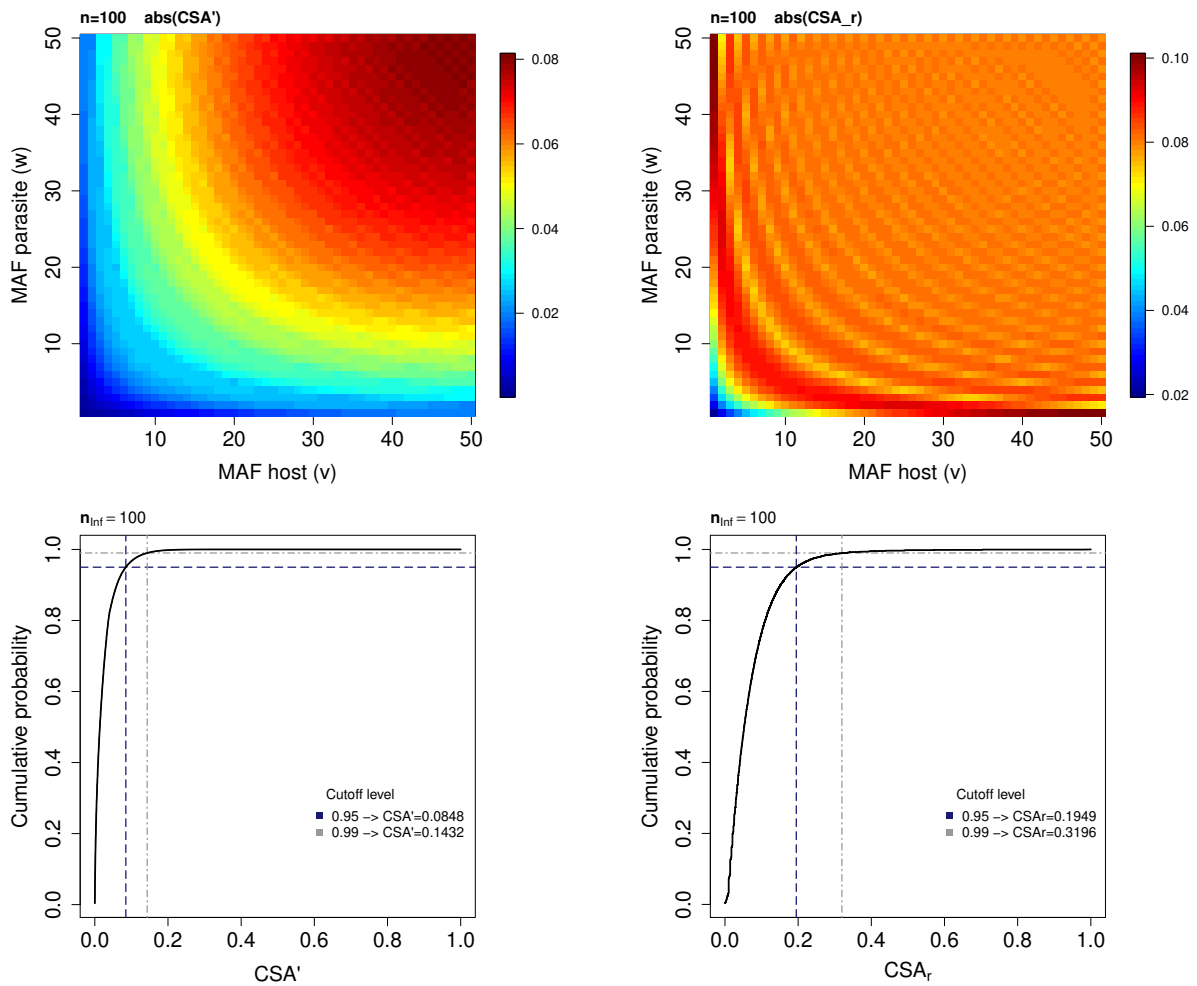 n=100 abs(CSA')
50
40
30
20
10
MAF parasite (w)
10 20 30 40 50
MAF host (v)
0.08
0.06
0.04
0.02
n=100 abs(CSA_r)
50
40
30
20
10
MAF parasite (w)
10 20 30 40 50
MAF host (v)
0.10
0.08
0.06
0.04
0.02
nInf = 100
1.0
0.8
0.6
0.4
0.2
0.0
Cumulative probability
Cutoff level
0.95 −> CSA'=0.0848
0.99 −> CSA'=0.1432
0.0 0.2 0.4 0.6 0.8 1.0
CSA'
nInf = 100
1.0
0.8
0.6
0.4
0.2
0.0
Cumulative probability
Cutoff level
0.95 −> CSAr=0.1949
0.99 −> CSAr=0.3196
0.0 0.2 0.4 0.6 0.8 1.0
CSAr